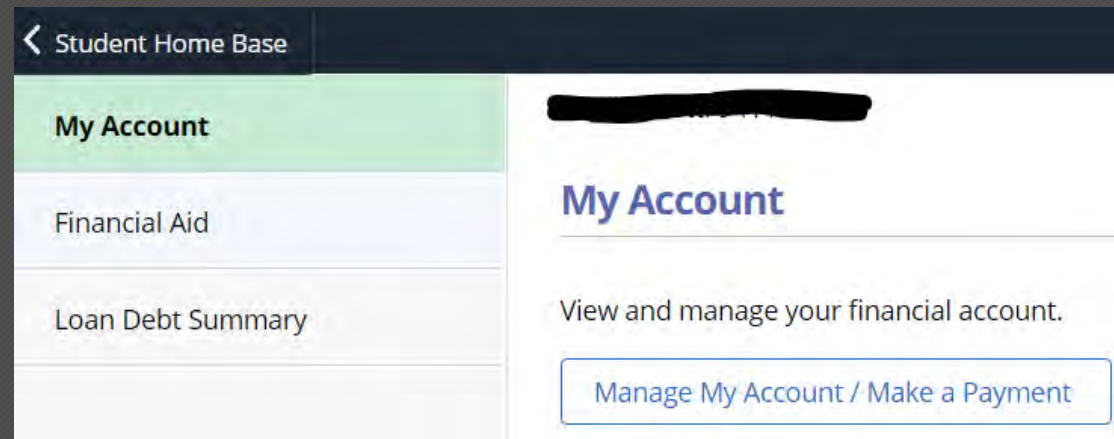 Student Home Base
My Account
Financial Aid
Loan Debt Summary
My Account
View and manage your financial account.
Manage My Account / Make a Payment